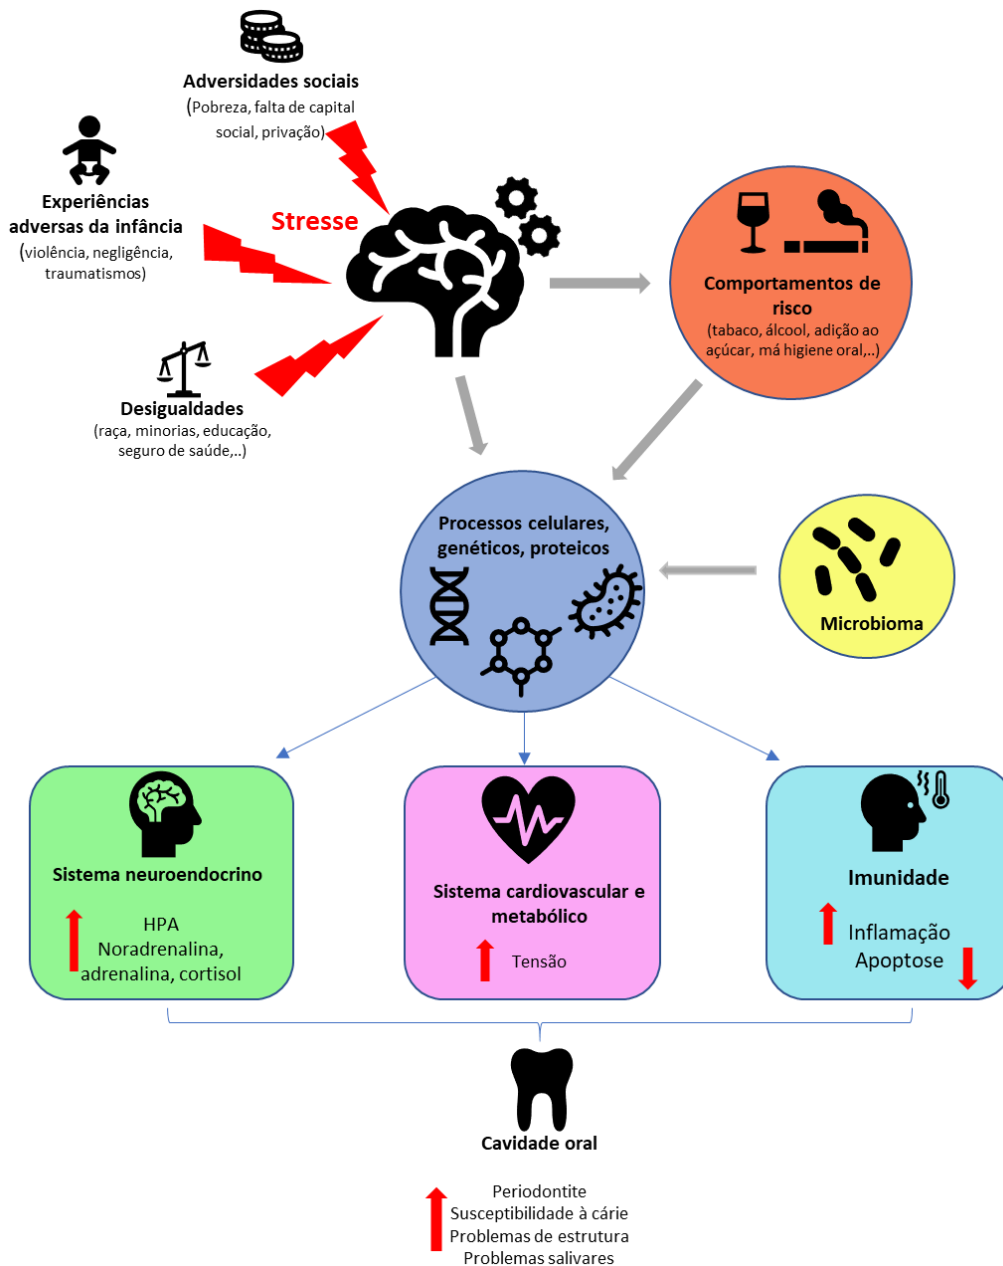 Adversidades sociais
(Pobreza, falta de capital
social, privação)
Experiências
adversas da infância
(violência, negligência,
traumatismos)
Stresse
Desigualdades
(raça, minorias, educação,
seguro de saúde,..)
Comportamentos de
risco
(tabaco, álcool, adição ao
açúcar, má higiene oral,..)
Processos celulares,
genéticos, proteicos
Microbioma
Sistema neuroendocrino
HPA
Noradrenalina,
adrenalina, cortisol
Sistema cardiovascular e
metabólico
Tensão
Imunidade
Inflamação
Apoptose
Cavidade oral
Periodontite
Susceptibilidade à cárie
Problemas de estrutura
Problemas salivares